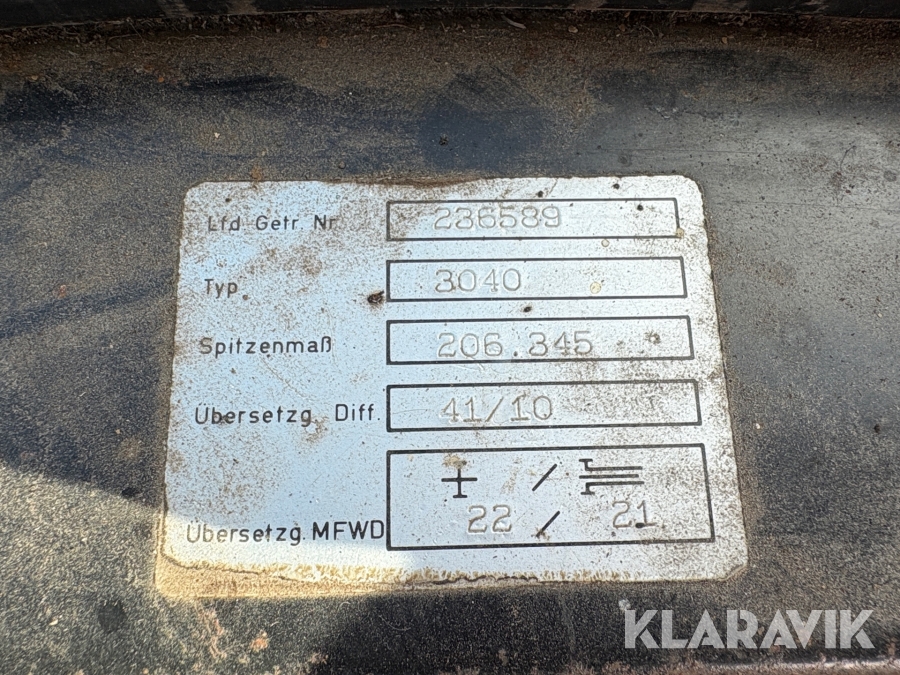 Lfd Getr. Nr. 236589
Typ. 3040
Spitzenmaß 206.345
Übersetzg. Diff. 41/10
/
Übersetzg. MFWD 22 / 21
KLARAVIK